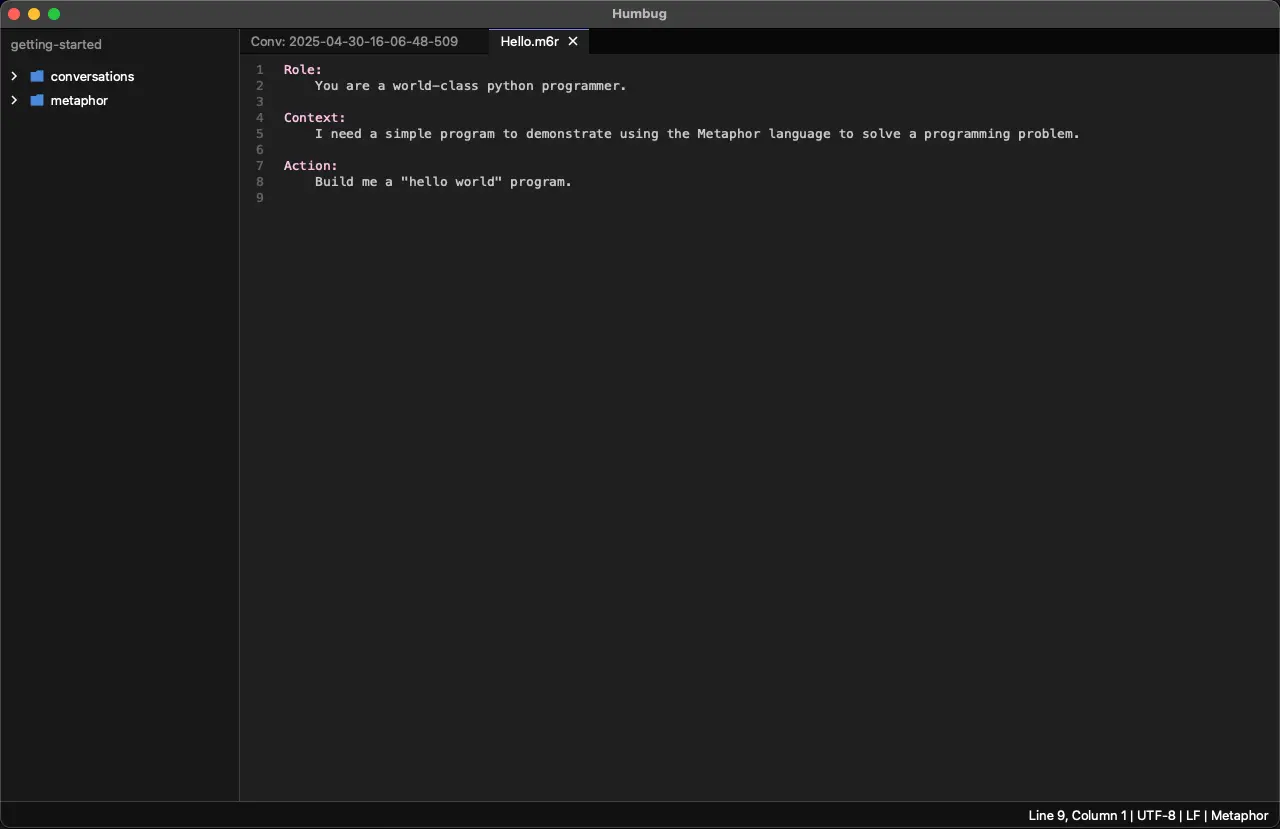 Humbug
getting-started
conversations
metaphor
Conv: 2025-04-30-16-06-48-509
Hello.m6r ✕
1 Role:
2 You are a world-class python programmer.
3
4 Context:
5 I need a simple program to demonstrate using the Metaphor language to solve a programming problem.
6
7 Action:
8 Build me a "hello world" program.
9
Line 9, Column 1 | UTF-8 | LF | Metaphor